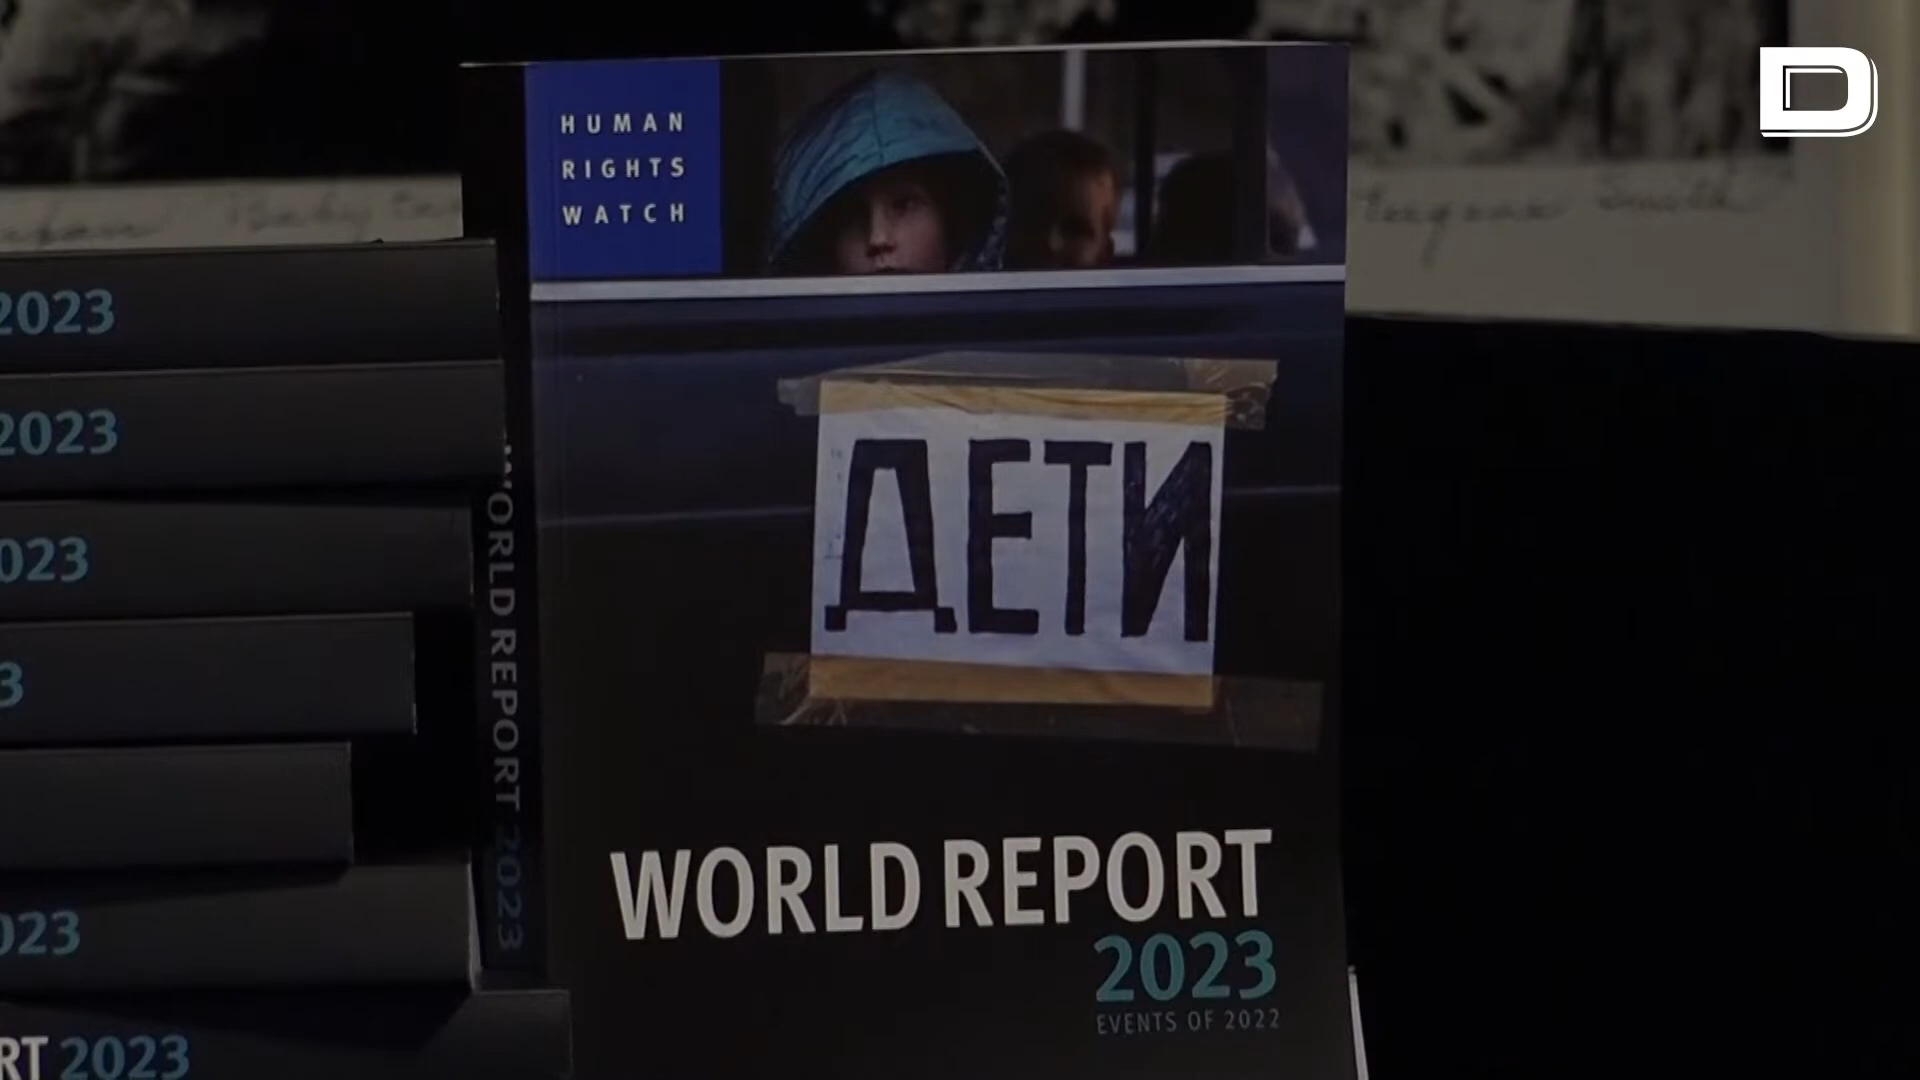 D
HUMAN
RIGHTS
WATCH
ДЕТИ
WORLD REPORT
2023
EVENTS OF 2022
WORLD REPORT 2023
2023
2023
023
3
023
RT 2023
Smith